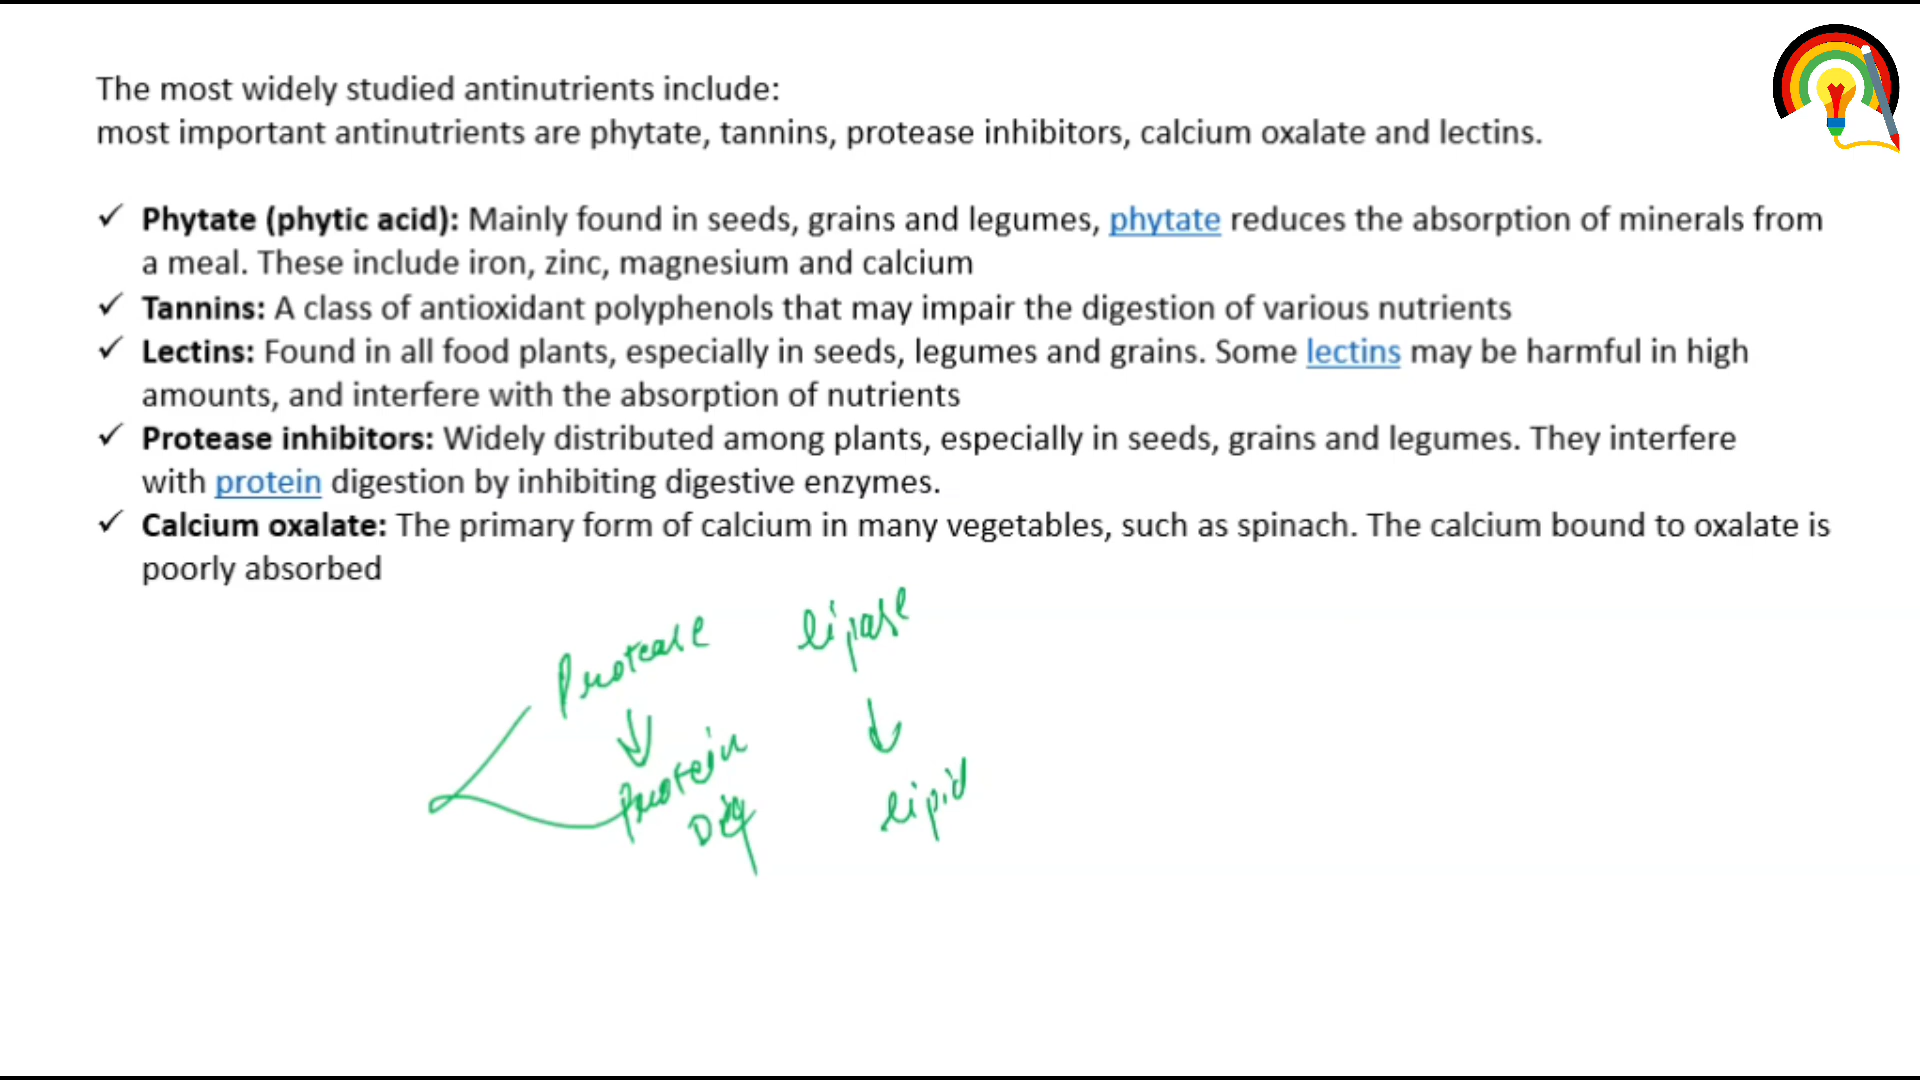 The most widely studied antinutrients include:
most important antinutrients are phytate, tannins, protease inhibitors, calcium oxalate and lectins.
✓ Phytate (phytic acid): Mainly found in seeds, grains and legumes, phytate reduces the absorption of minerals from
a meal. These include iron, zinc, magnesium and calcium
✓ Tannins: A class of antioxidant polyphenols that may impair the digestion of various nutrients
✓ Lectins: Found in all food plants, especially in seeds, legumes and grains. Some lectins may be harmful in high
amounts, and interfere with the absorption of nutrients
✓ Protease inhibitors: Widely distributed among plants, especially in seeds, grains and legumes. They interfere
with protein digestion by inhibiting digestive enzymes.
✓ Calcium oxalate: The primary form of calcium in many vegetables, such as spinach. The calcium bound to oxalate is
poorly absorbed
Protease lipase
Protein lipid
Dig